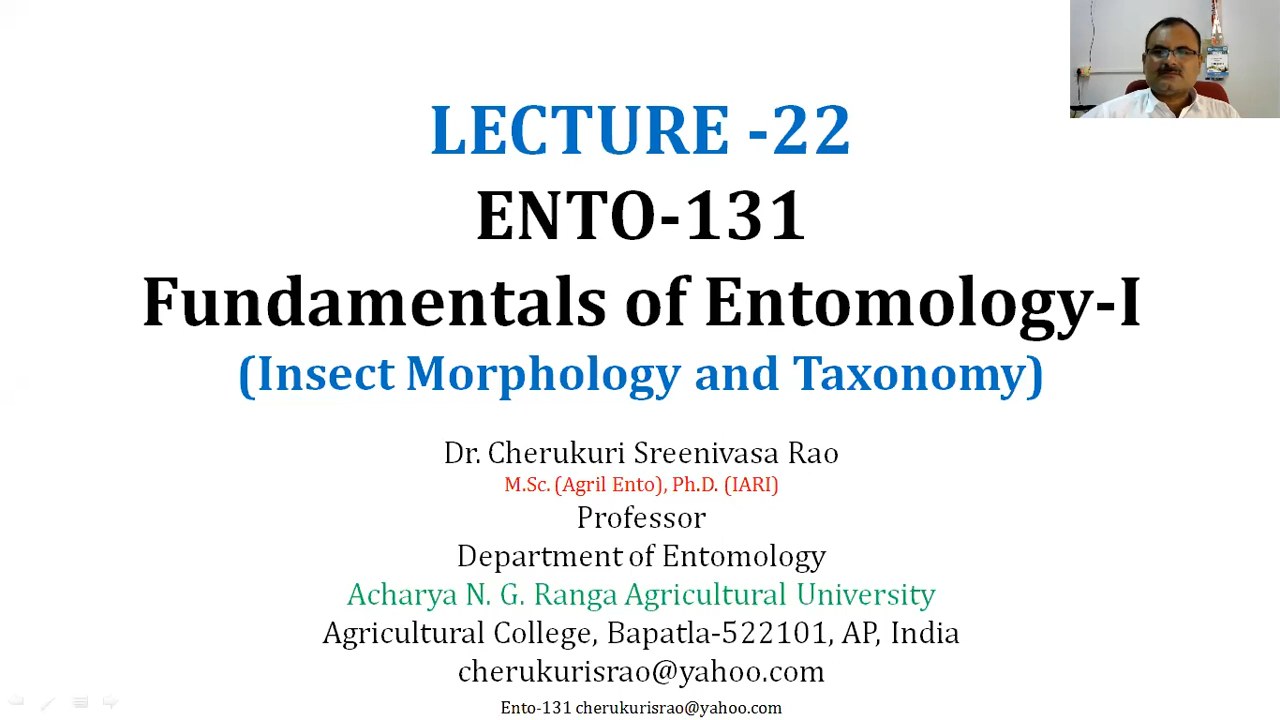 LECTURE -22
ENTO-131
Fundamentals of Entomology-I
(Insect Morphology and Taxonomy)
Dr. Cherukuri Sreenivasa Rao
M.Sc. (Agril Ento), Ph.D. (IARI)
Professor
Department of Entomology
Acharya N. G. Ranga Agricultural University
Agricultural College, Bapatla-522101, AP, India
cherukurisrao@yahoo.com
Ento-131 cherukurisrao@yahoo.com